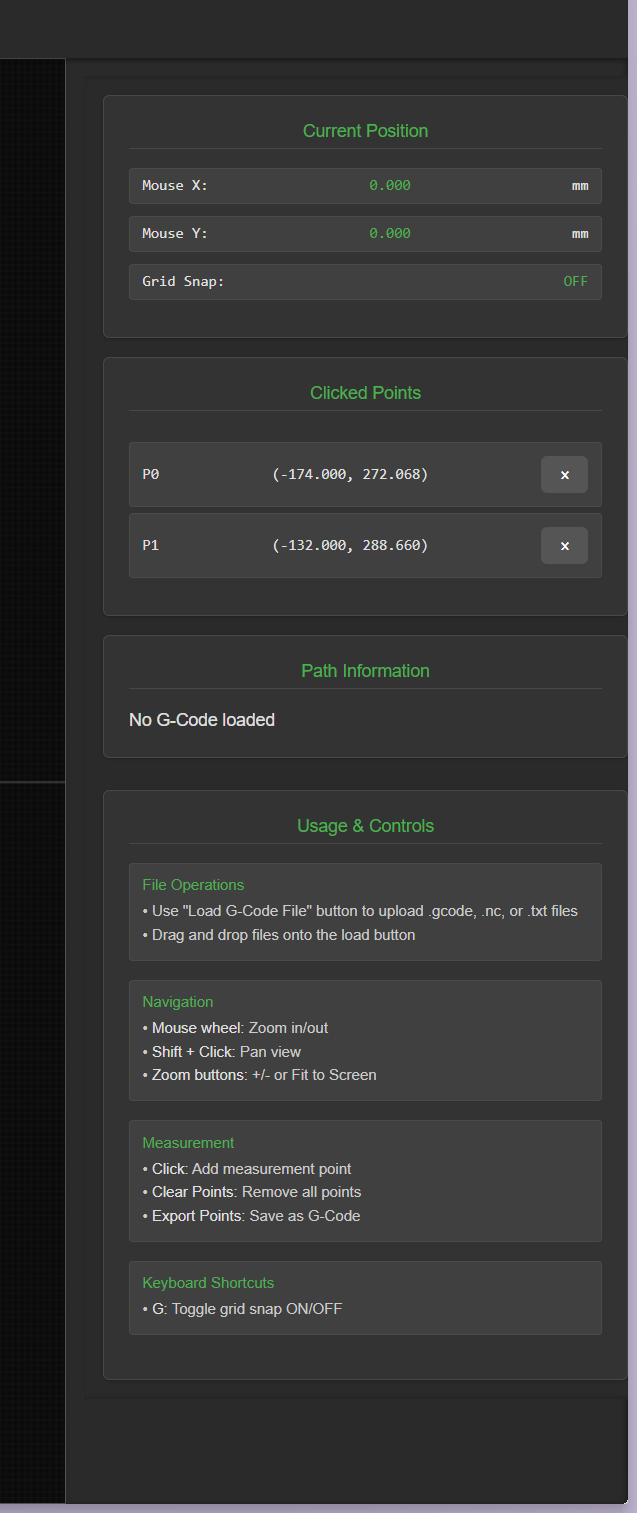 Current Position
Mouse X: 0.000 mm
Mouse Y: 0.000 mm
Grid Snap: OFF
Clicked Points
P0 (-174.000, 272.068) ×
P1 (-132.000, 288.660) ×
Path Information
No G-Code loaded
Usage & Controls
File Operations
• Use "Load G-Code File" button to upload .gcode, .nc, or .txt files
• Drag and drop files onto the load button
Navigation
• Mouse wheel: Zoom in/out
• Shift + Click: Pan view
• Zoom buttons: +/- or Fit to Screen
Measurement
• Click: Add measurement point
• Clear Points: Remove all points
• Export Points: Save as G-Code
Keyboard Shortcuts
• G: Toggle grid snap ON/OFF